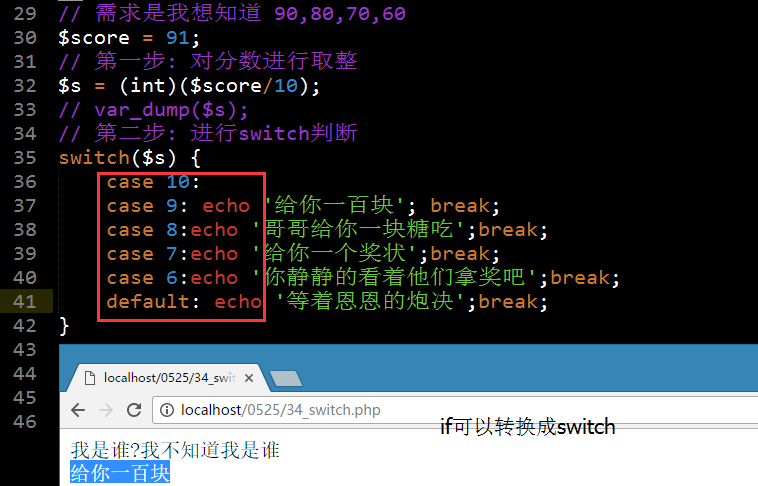 29 // 需求是我想知道 90,80,70,60
30 $score = 91;
31 // 第一步: 对分数进行取整
32 $s = (int)($score/10);
33 // var_dump($s);
34 // 第二步: 进行switch判断
35 switch($s) {
36 case 10:
37 case 9: echo '给你一百块'; break;
38 case 8:echo '哥哥给你一块糖吃';break;
39 case 7:echo '给你一个奖状';break;
40 case 6:echo '你静静的看着他们拿奖吧';break;
41 default: echo '等着恩恩的炮决';break;
42 }
43
44
45
46
localhost/0525/34_swit
localhost/0525/34_switch.php
if可以转换成switch
我是谁?我不知道我是谁
给你一百块